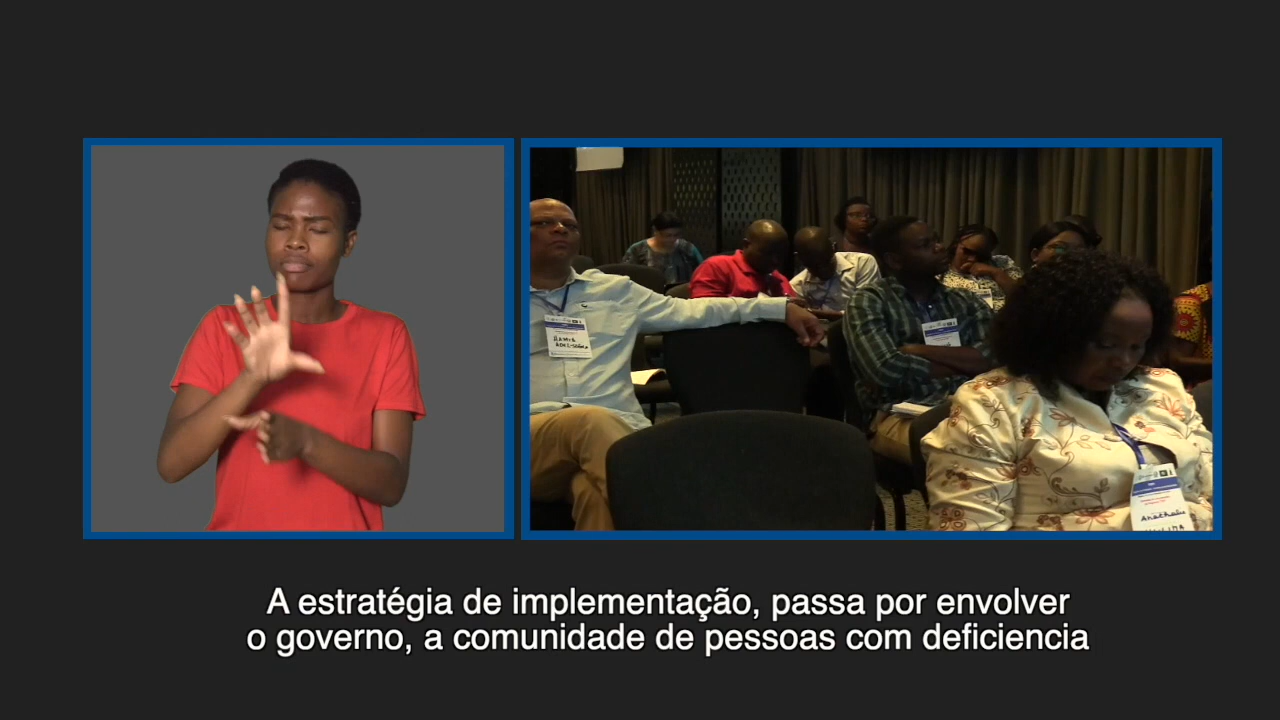 A estratégia de implementação, passa por envolver
o governo, a comunidade de pessoas com deficiencia